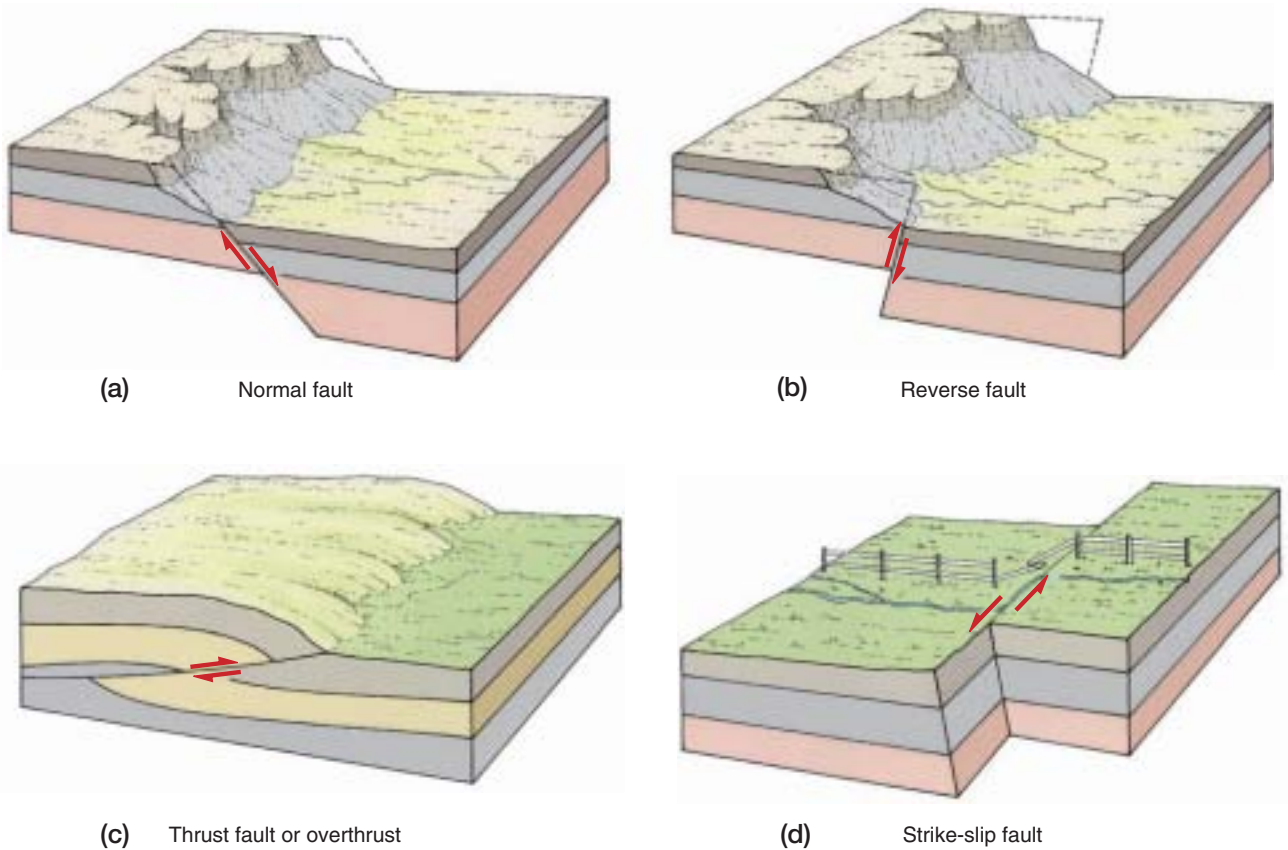 (a) Normal fault
(b) Reverse fault
(c) Thrust fault or overthrust
(d) Strike-slip fault